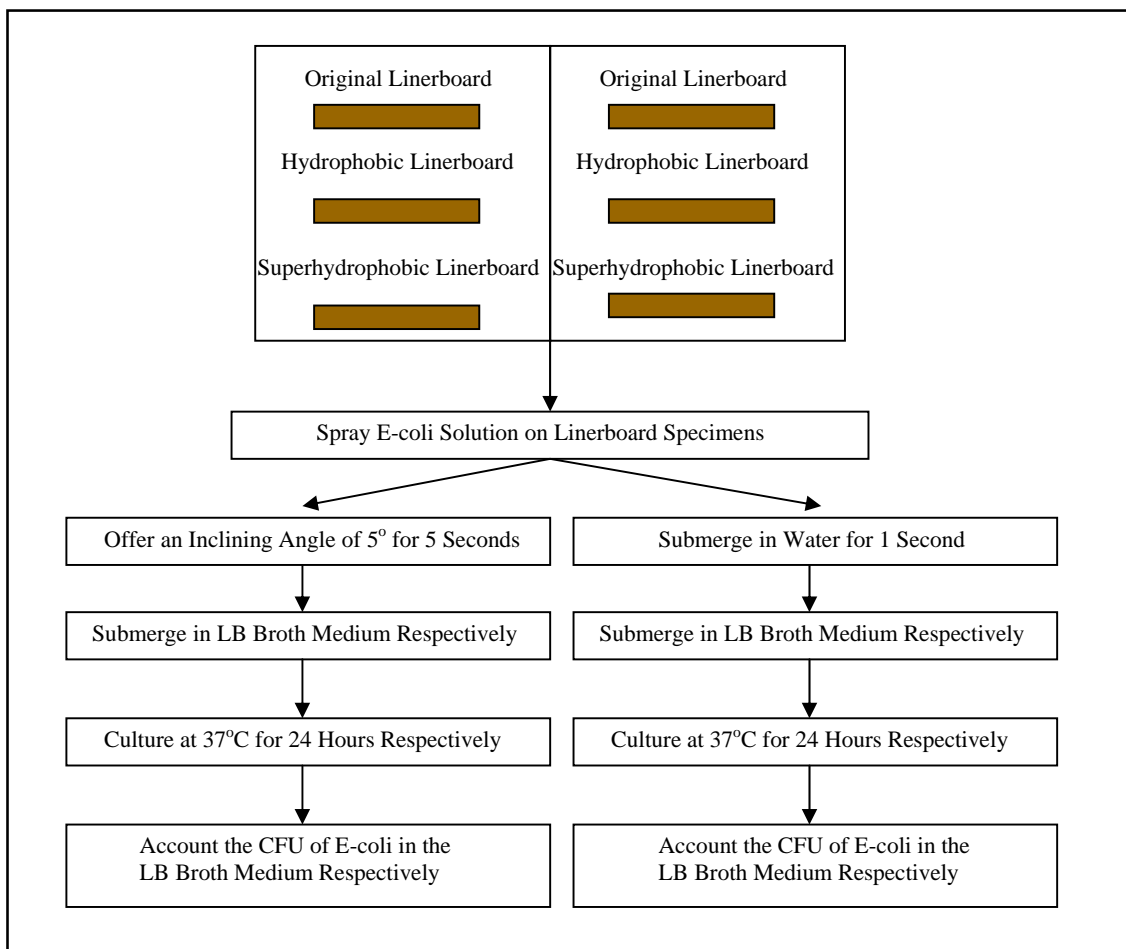 Original Linerboard
Original Linerboard
Hydrophobic Linerboard
Hydrophobic Linerboard
Superhydrophobic Linerboard
Superhydrophobic Linerboard
Spray E-coli Solution on Linerboard Specimens
Offer an Inclining Angle of 5o for 5 Seconds
Submerge in Water for 1 Second
Submerge in LB Broth Medium Respectively
Submerge in LB Broth Medium Respectively
Culture at 37oC for 24 Hours Respectively
Culture at 37oC for 24 Hours Respectively
Account the CFU of E-coli in the
LB Broth Medium Respectively
Account the CFU of E-coli in the
LB Broth Medium Respectively